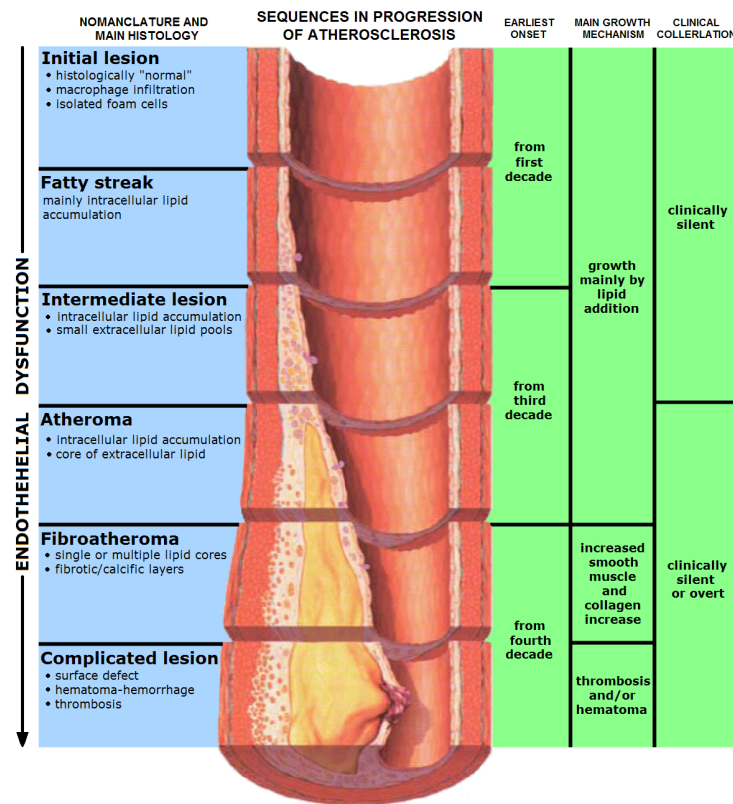 NOMANCLATURE AND
MAIN HISTOLOGY
SEQUENCES IN PROGRESSION
OF ATHEROSCLEROSIS
EARLIEST
ONSET
MAIN GROWTH
MECHANISM
CLINICAL
COLLERLATION
Initial lesion
• histologically "normal"
• macrophage infiltration
• isolated foam cells
from
first
decade
Fatty streak
mainly intracellular lipid
accumulation
clinically
silent
growth
mainly by
lipid
addition
Intermediate lesion
• intracellular lipid accumulation
• small extracellular lipid pools
from
third
decade
Atheroma
• intracellular lipid accumulation
• core of extracellular lipid
Fibroatheroma
• single or multiple lipid cores
• fibrotic/calcific layers
increased
smooth
muscle
and
collagen
increase
clinically
silent
or overt
from
fourth
decade
Complicated lesion
• surface defect
• hematoma-hemorrhage
• thrombosis
thrombosis
and/or
hematoma
ENDOTHEHELIAL DYSFUNCTION